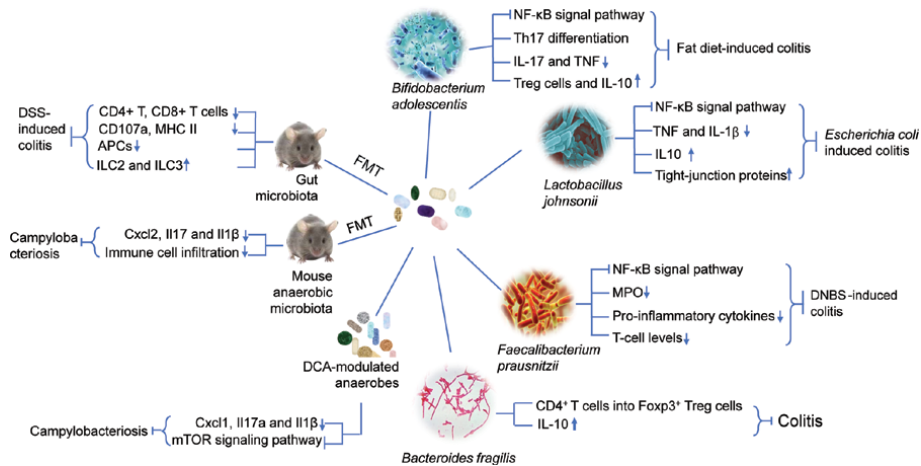 NF-κB signal pathway
Th17 differentiation
IL-17 and TNF↓
Treg cells and IL-10↑
Fat diet-induced colitis
Bifidobacterium
adolescentis
DSS-
induced
colitis
CD4+ T, CD8+ T cells↓
CD107a, MHC II↓
APCs↓
ILC2 and ILC3↑
Gut
microbiota
FMT
NF-κB signal pathway
TNF and IL-1β↓
IL10↑
Tight-junction proteins↑
Escherichia coli
induced colitis
Lactobacillus
johnsonii
Campyloba
cteriosis
Cxcl2, Il17 and Il1β↓
Immune cell infiltration↓
Mouse
anaerobic
microbiota
FMT
NF-κB signal pathway
MPO↓
Pro-inflammatory cytokines↓
T-cell levels↓
DNBS-induced
colitis
Faecalibacterium
prausnitzii
DCA-modulated
anaerobes
Campylobacteriosis
Cxcl1, Il17a and Il1β↓
mTOR signaling pathway
CD4⁺ T cells into Foxp3⁺ Treg cells
IL-10↑
Colitis
Bacteroides fragilis